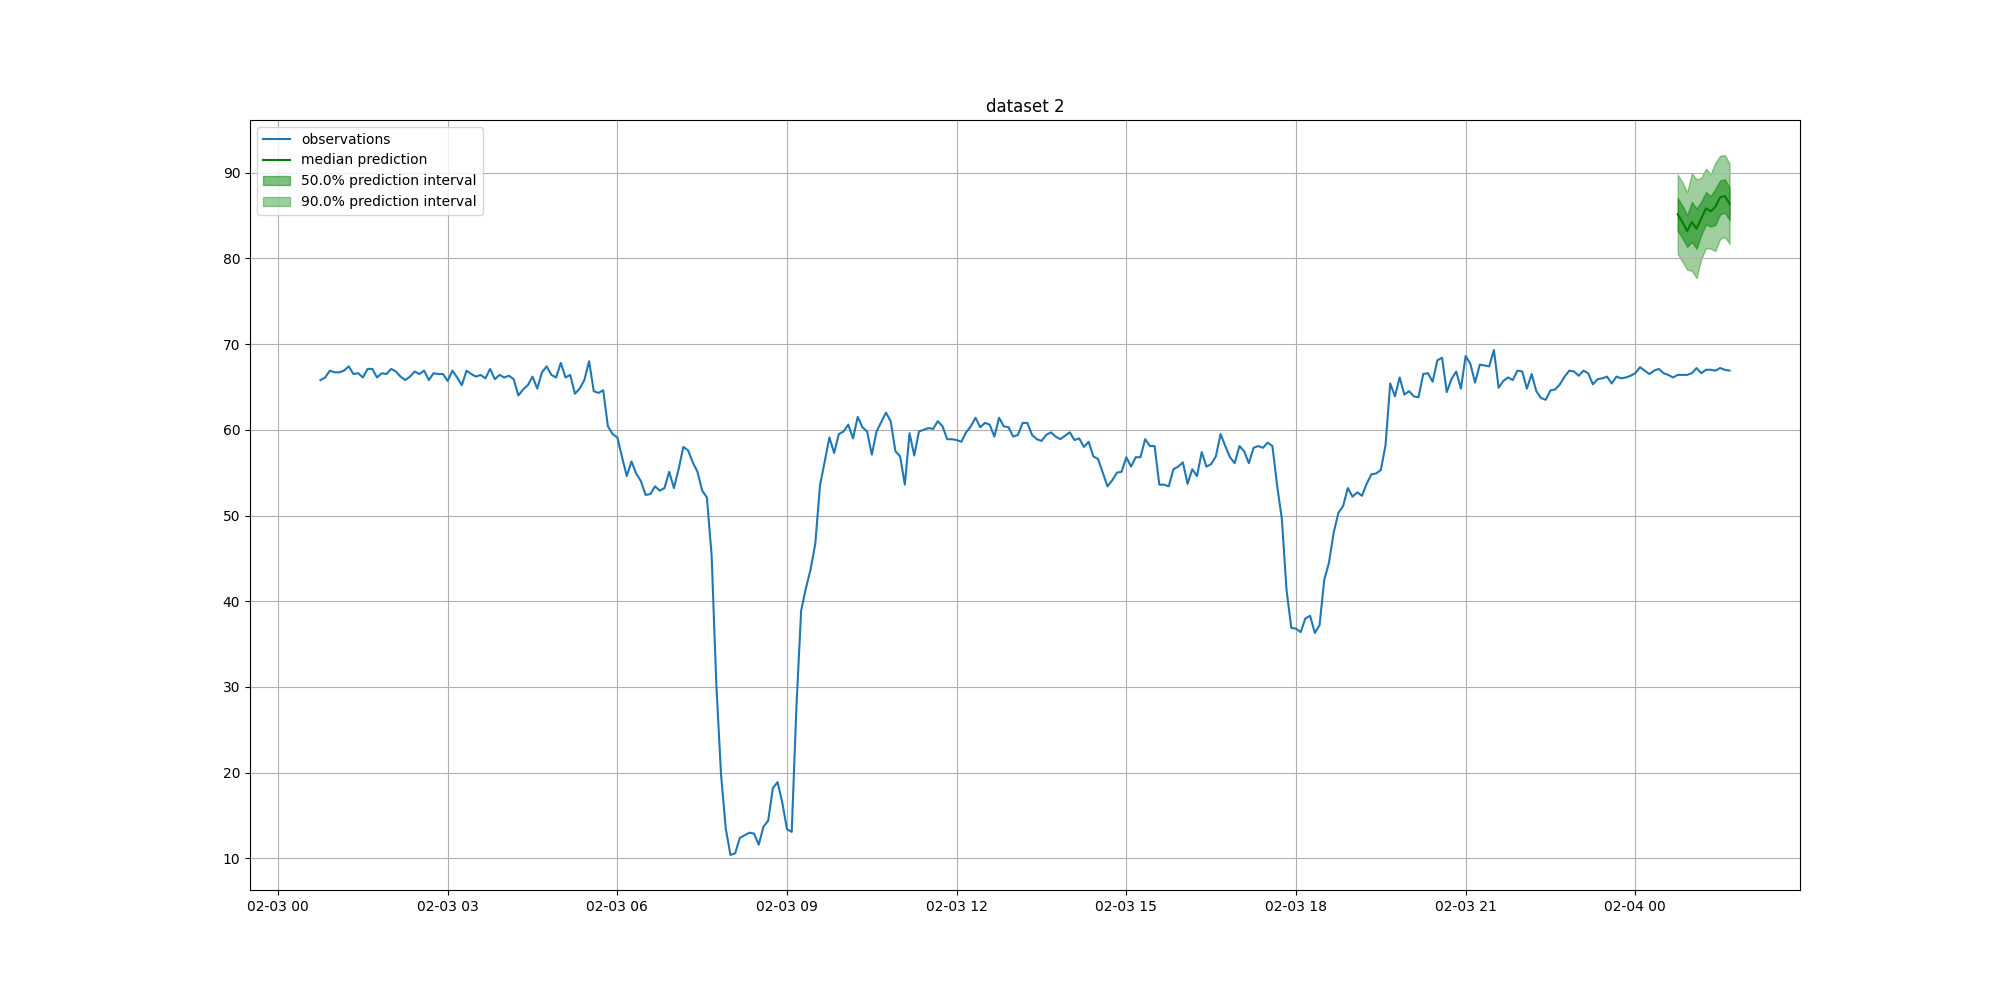 dataset 2
observations
median prediction
50.0% prediction interval
90.0% prediction interval
90
80
70
60
50
40
30
20
10
02-03 00 02-03 03 02-03 06 02-03 09 02-03 12 02-03 15 02-03 18 02-03 21 02-04 00